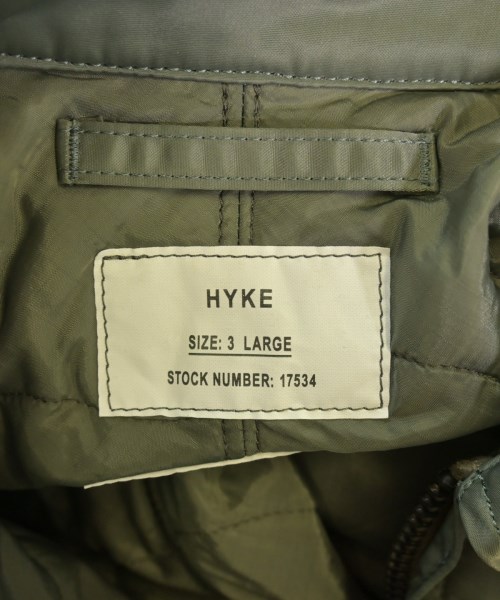 HYKE
SIZE: 3 LARGE
STOCK NUMBER: 17534